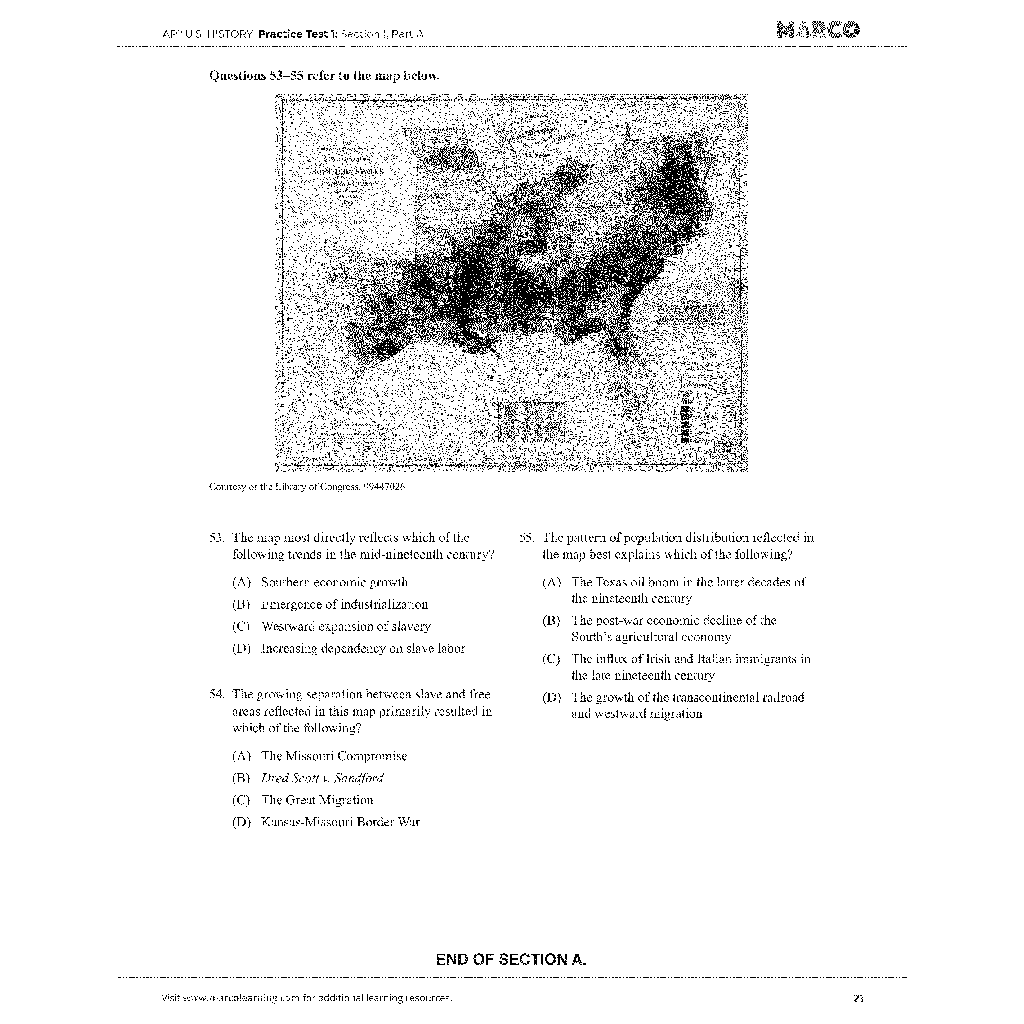 AP® U.S. HISTORY Practice Test 1: Section I, Part A
MARCO
Questions 53–55 refer to the map below.
Courtesy of the Library of Congress,
53. The map most directly reflects which of the
following trends in the mid-nineteenth century?
(A) Southern economic growth
(B) Emergence of industrialization
(C) Westward expansion of slavery
(D) Increasing dependency on slave labor
54. The growing separation between slave and free
areas reflected in this map primarily resulted in
which of the following?
(A) The Missouri Compromise
(B) Dred Scott v. Sandford
(C) The Great Migration
(D) Kansas-Missouri Border War
55. The pattern of population distribution reflected in
the map best explains which of the following?
(A) The Texas oil boom in the latter decades of
the nineteenth century
(B) The post-war economic decline of the
South's agricultural economy
(C) The influx of Irish and Italian immigrants in
the late nineteenth century
(D) The growth of the transcontinental railroad
and westward migration
END OF SECTION A.
Visit www.marcolearning.com for additional learning resources.